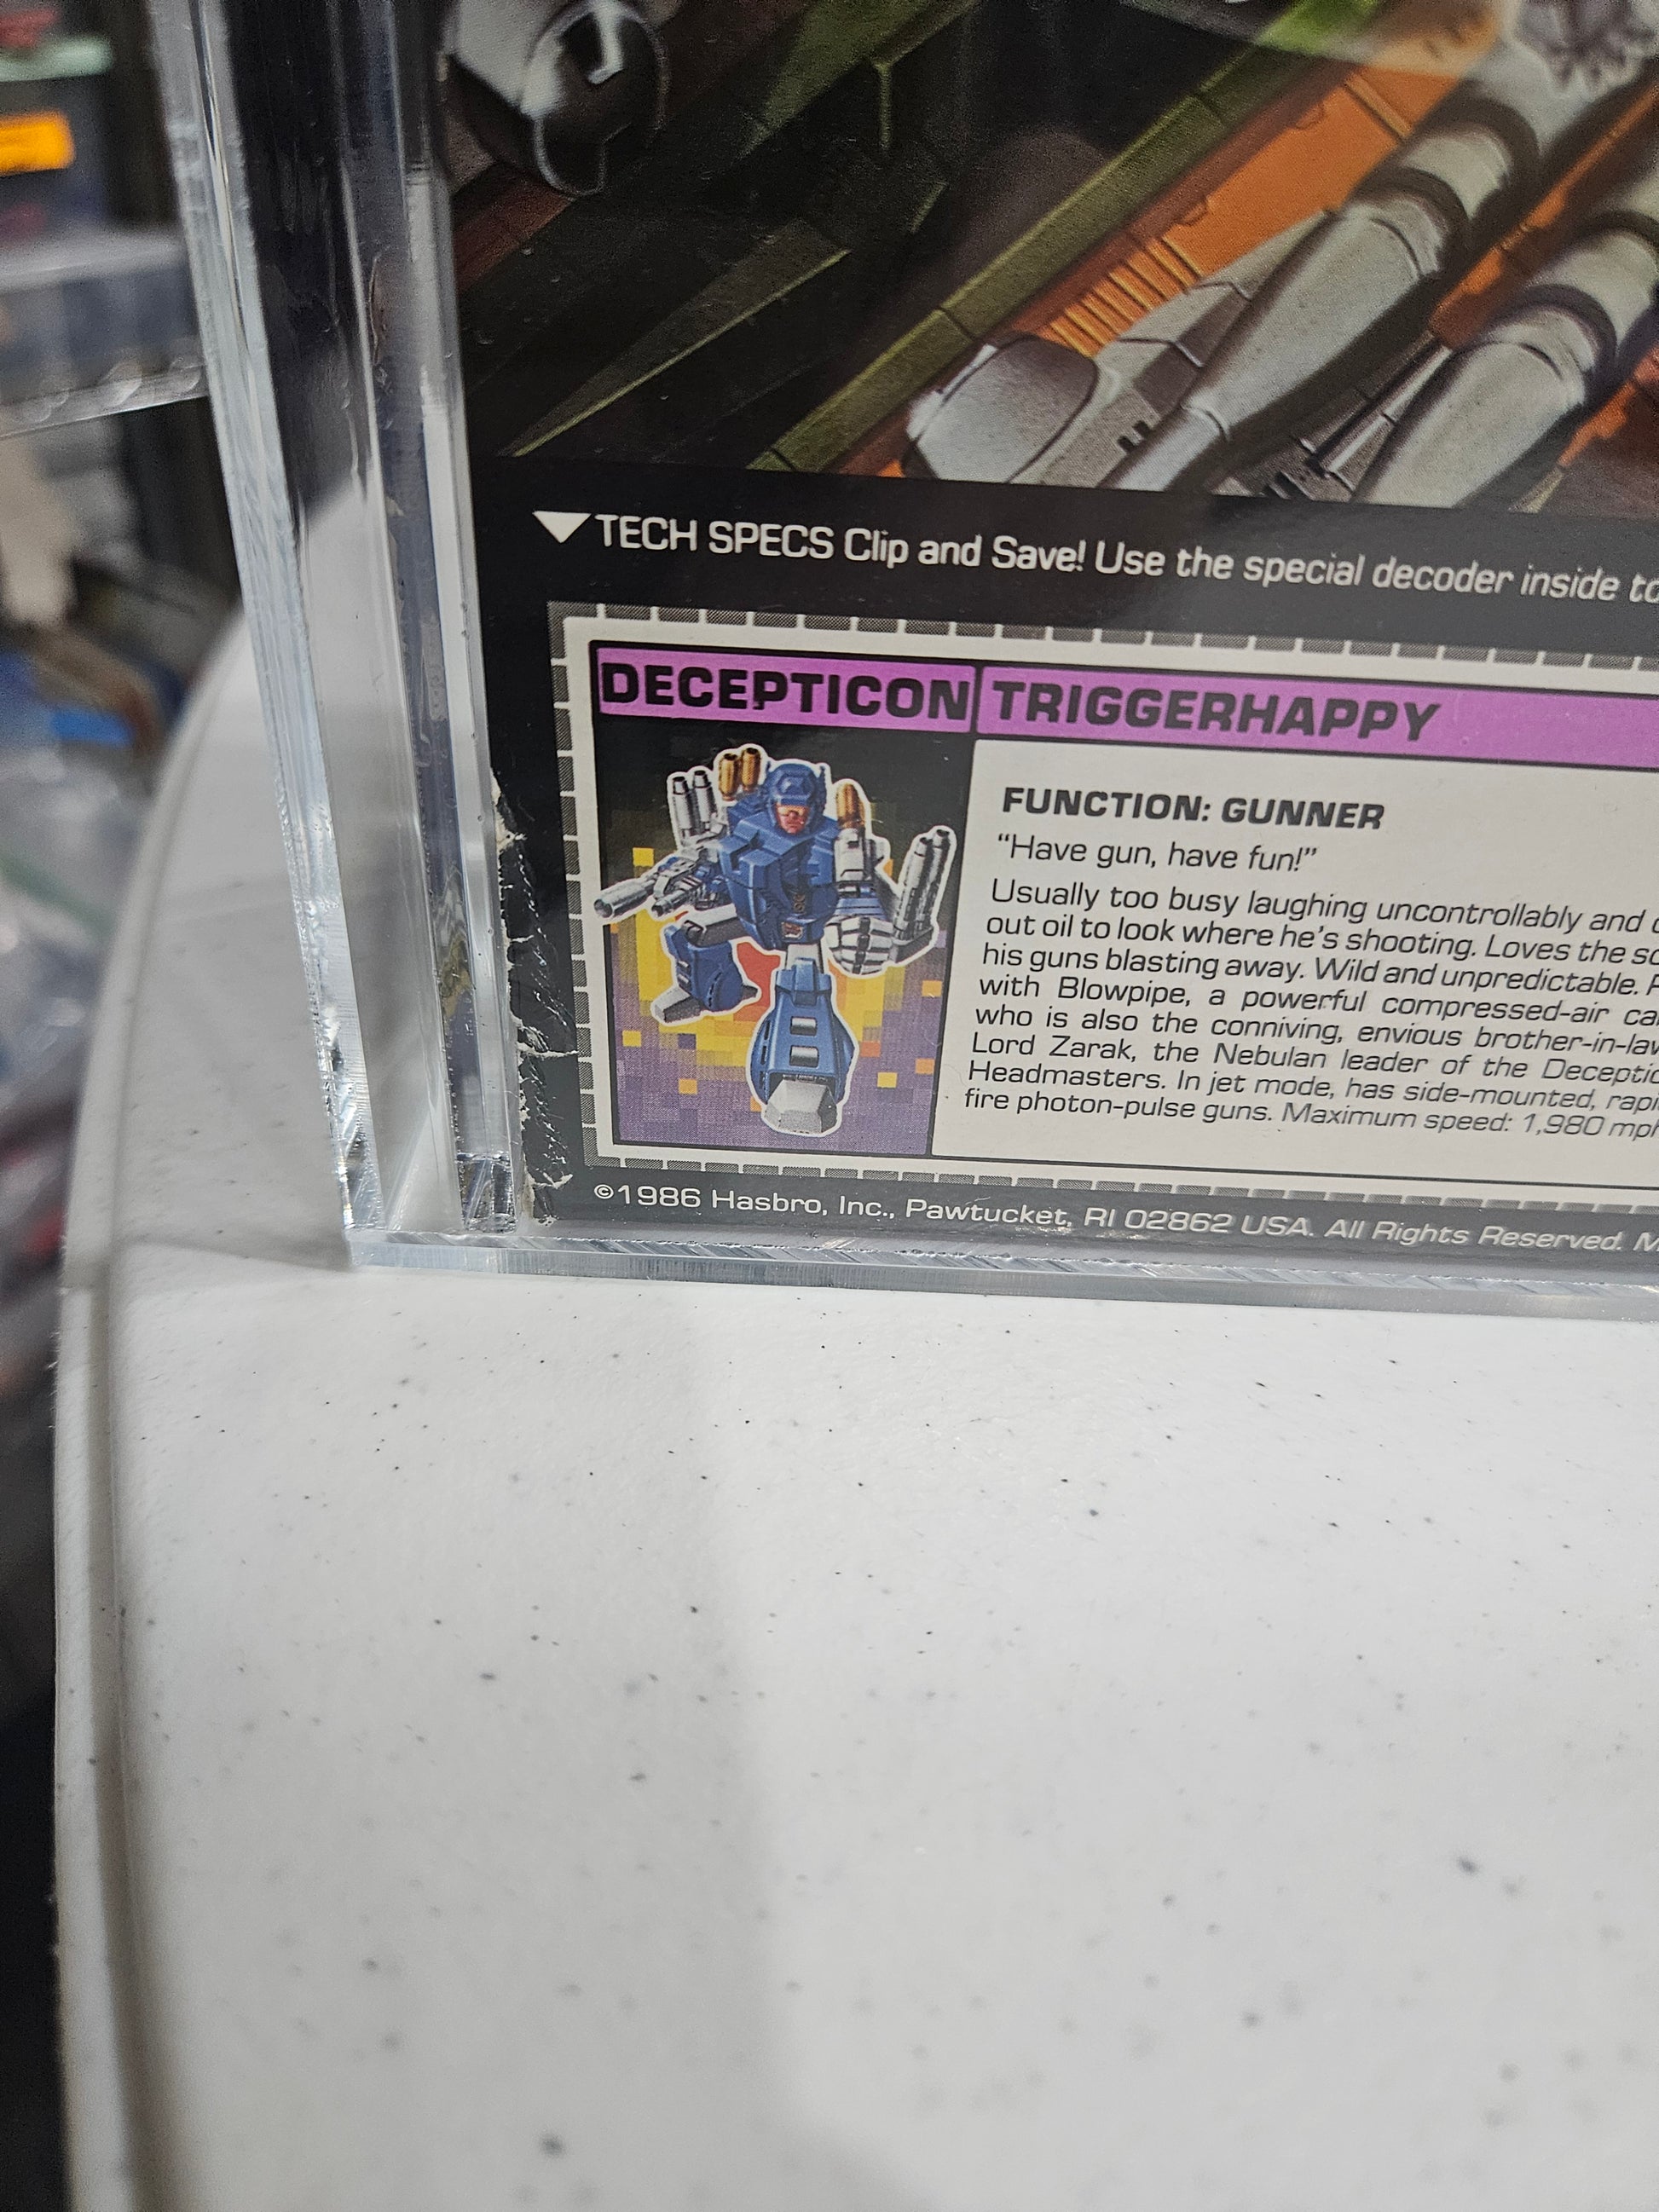 TECH SPECS Clip and Save! Use the special decoder inside to
DECEPTICON TRIGGERHAPPY
FUNCTION: GUNNER
“Have gun, have fun!”
Usually too busy laughing uncontrollably and
out oil to look where he's shooting. Loves the
his guns blasting away. Wild and unpredictable.
with Blowpipe, a powerful compressed-air
who is also the conniving, envious
Lord Zarak, the Nebulan leader of the
Headmasters. In jet mode, has side-mounted,
fire photon-pulse guns. Maximum speed: 1,980 mph
©1986 Hasbro, Inc., Pawtucket, RI 02862 USA. All Rights Reserved.